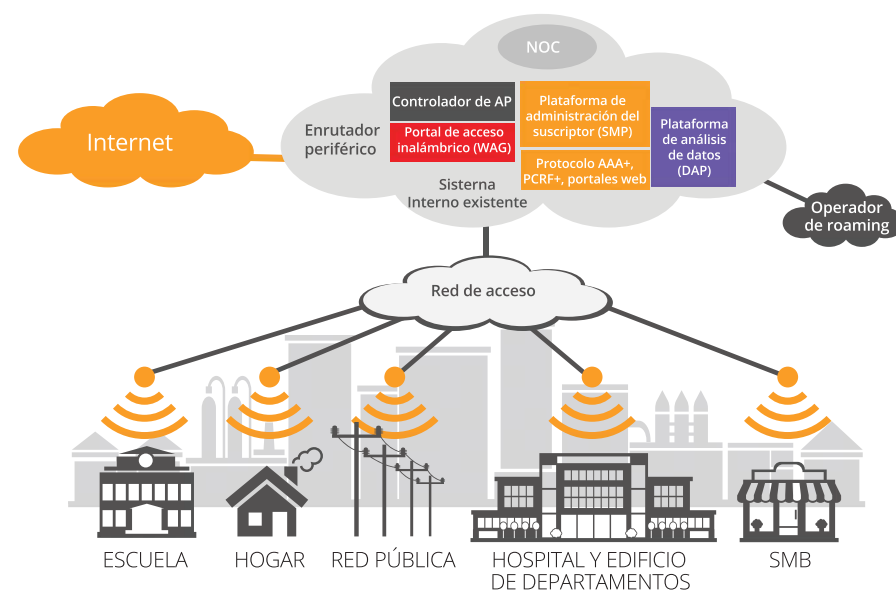 NOC
Internet
Enrutador
periférico
Controlador de AP
Portal de acceso
inalámbrico (WAG)
Plataforma de
administración del
suscriptor (SMP)
Protocolo AAA+,
PCRF+, portales web
Plataforma
de análisis
de datos
(DAP)
Sisterna
Interno existente
Operador
de roaming
Red de acceso
ESCUELA
HOGAR
RED PÚBLICA
HOSPITAL Y EDIFICIO
DE DEPARTAMENTOS
SMB